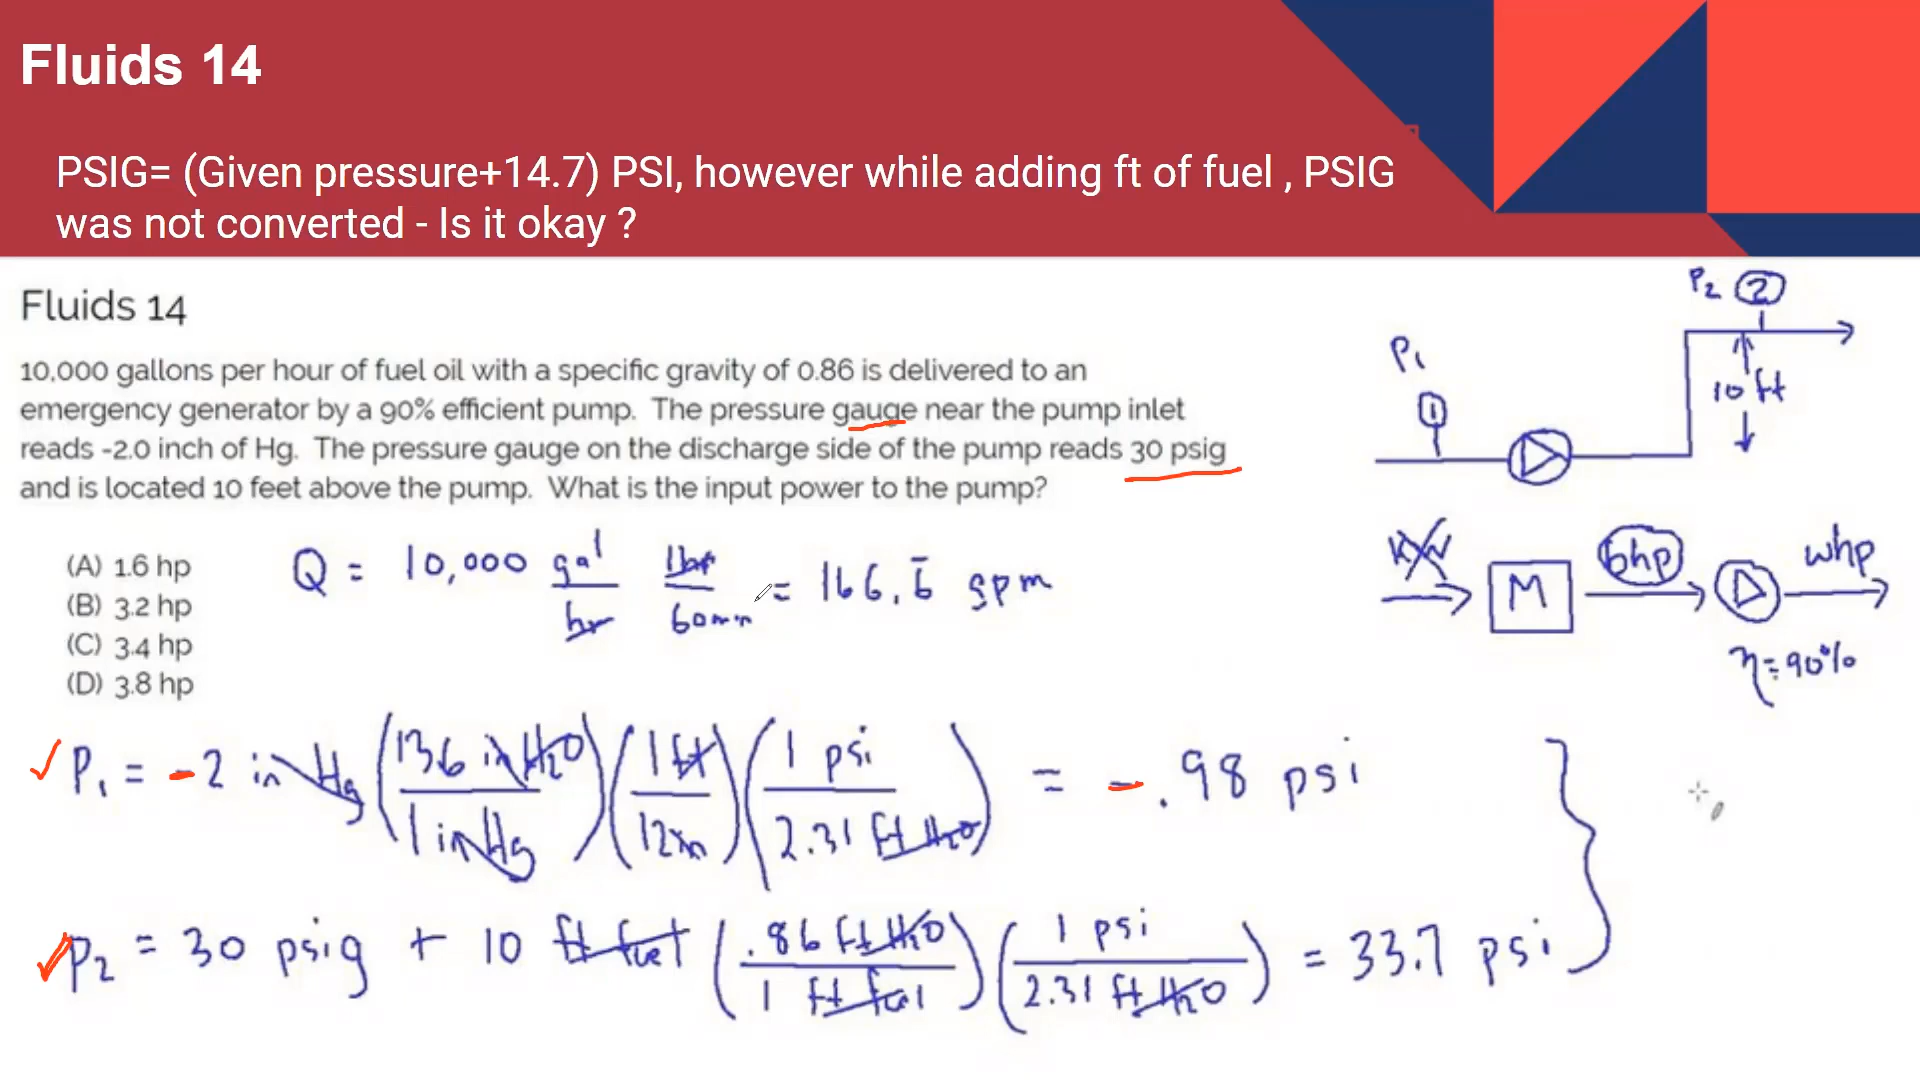 Fluids 14
PSIG= (Given pressure+14.7) PSI, however while adding ft of fuel , PSIG
was not converted - Is it okay ?
Fluids 14
10,000 gallons per hour of fuel oil with a specific gravity of 0.86 is delivered to an
emergency generator by a 90% efficient pump. The pressure gauge near the pump inlet
reads -2.0 inch of Hg. The pressure gauge on the discharge side of the pump reads 30 psig
and is located 10 feet above the pump. What is the input power to the pump?
(A) 1.6 hp
(B) 3.2 hp
(C) 3.4 hp
(D) 3.8 hp
P₂ 2
P₁
1
10 ft
KW
M
bhp
whp
η=90%
Q = 10,000 gal/hr 1hr/60min = 166.6̄ gpm
P₁ = -2 in Hg (13.6 in H₂O/1 in Hg)(1 ft/12in)(1 psi/2.31 ft H₂O) = -.98 psi
P₂ = 30 psig + 10 ft fuel (.86 ft H₂O/1 ft fuel)(1 psi/2.31 ft H₂O) = 33.7 psi